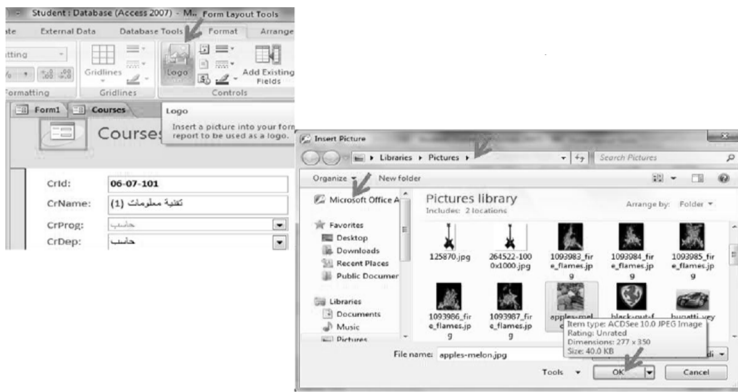 Student : Database (Access 2007) - M... Form Layout Tools
External Data Database Tools Format Arrange
Gridlines
Logo
Add Existing Fields
Formatting Gridlines Controls
Form1 Courses
Logo
Insert a picture into your form
report to be used as a logo.
Courses
CrId: 06-07-101
CrName: تقنية معلومات (1)
CrProg: حاسب
CrDep: حاسب
Insert Picture
Libraries Pictures
Search Pictures
Organize New folder
Microsoft Office A
Favorites
Desktop
Downloads
Recent Places
Public Documen
Libraries
Documents
Music
Pictures
Pictures library
Includes: 2 locations
Arrange by: Folder
125870.jpg
264522-100
0x1000.jpg
1093983_fir
e_flames.jp
g
1093984_fir
e_flames.jp
g
1093985_fir
e_flames.jp
g
1093986_fir
e_flames.jp
g
1093987_fir
e_flames.jp
g
apples-mel
Item type: ACDSee 10.0 JPEG Image
Rating: Unrated
Dimensions: 277 x 350
Size: 40.0 KB
File name: apples-melon.jpg
Tools OK Cancel